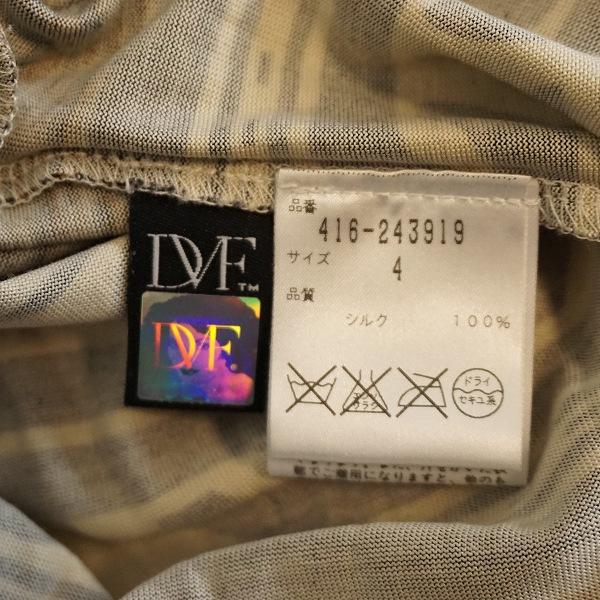 DVF™
DVF®
品番
416-243919
サイズ
4
品質
シルク 100%
ドライ
セキユ系